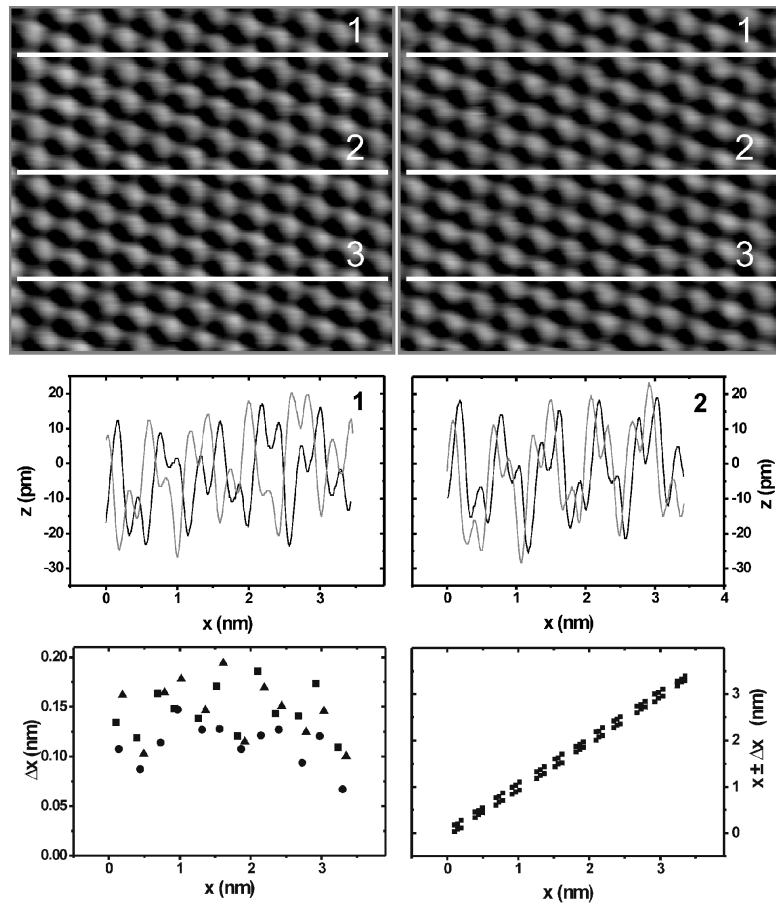 1 1
2 2
3 3
z (pm)
20
10
0
-10
-20
-30
1
0 1 2 3
x (nm)
2
20
10
0
-10
-20
-30
z (pm)
0 1 2 3 4
x (nm)
Δx (nm)
0.20
0.15
0.10
0.05
0.00
0 1 2 3
x (nm)
3
2
1
0
x ± Δx (nm)
0 1 2 3
x (nm)